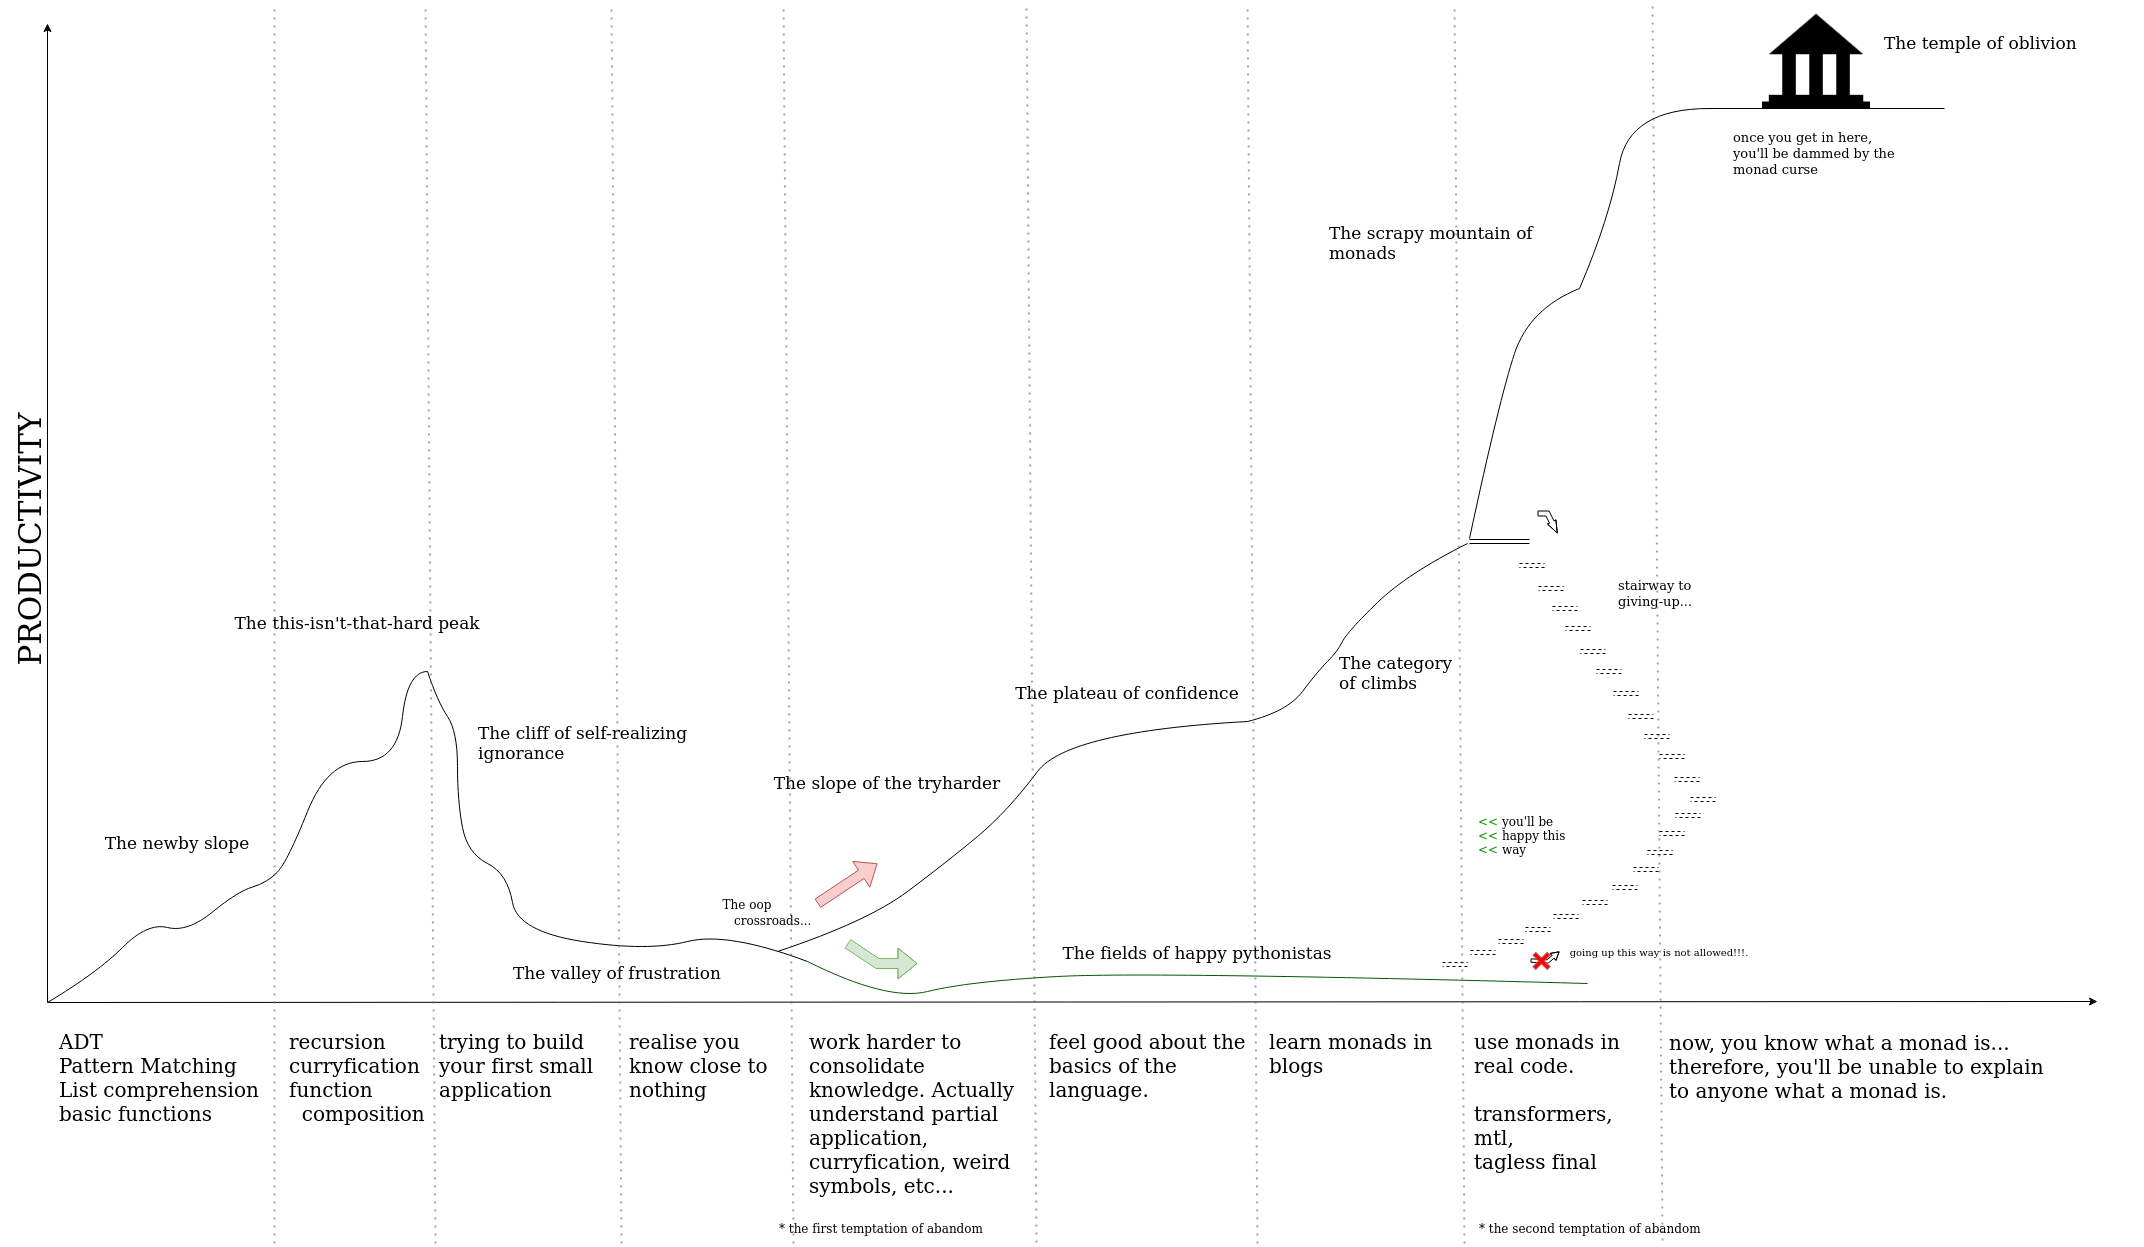 The temple of oblivion
once you get in here,
you'll be dammed by the
monad curse
The scrapy mountain of
monads
PRODUCTIVITY
stairway to
giving-up...
The this-isn't-that-hard peak
The category
of climbs
The plateau of confidence
The cliff of self-realizing
ignorance
The slope of the tryharder
<< you'll be
<< happy this
<< way
The newby slope
The oop
crossroads...
The fields of happy pythonistas
going up this way is not allowed!!!.
The valley of frustration
ADT
Pattern Matching
List comprehension
basic functions
recursion
curryfication
function
composition
trying to build
your first small
application
realise you
know close to
nothing
work harder to
consolidate
knowledge. Actually
understand partial
application,
curryfication, weird
symbols, etc...
feel good about the
basics of the
language.
learn monads in
blogs
use monads in
real code.
transformers,
mtl,
tagless final
now, you know what a monad is...
therefore, you'll be unable to explain
to anyone what a monad is.
* the first temptation of abandom
* the second temptation of abandom